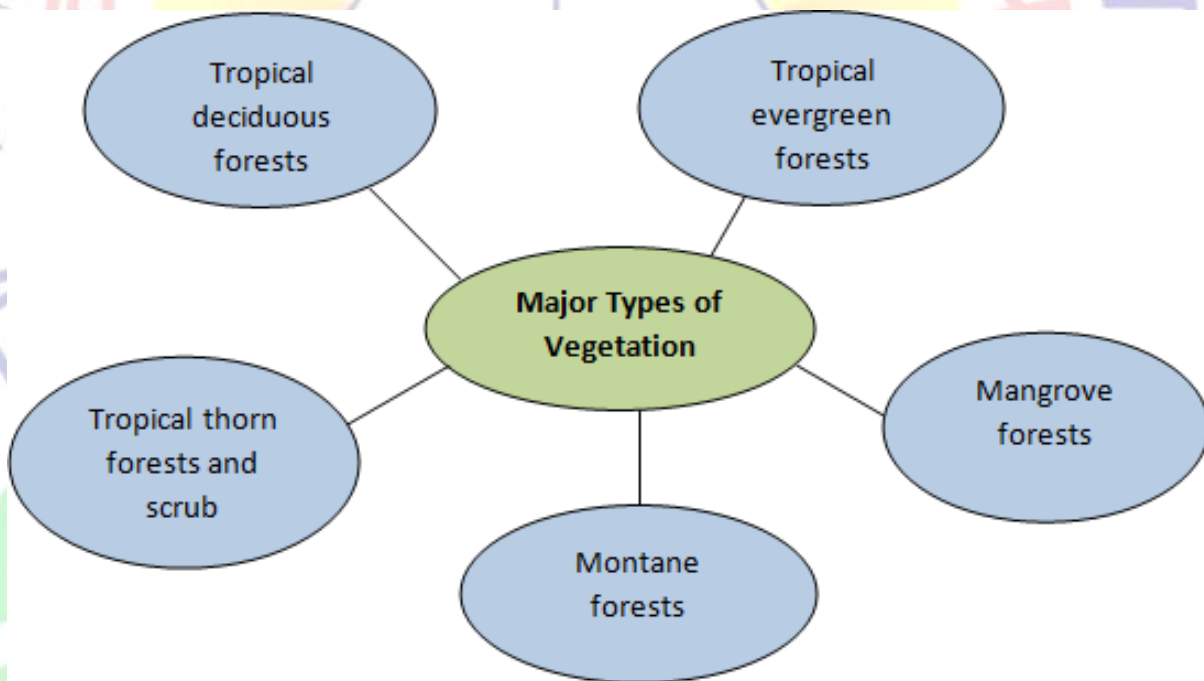 Tropical
deciduous
forests
Tropical
evergreen
forests
Major Types of
Vegetation
Tropical thorn
forests and
scrub
Mangrove
forests
Montane
forests